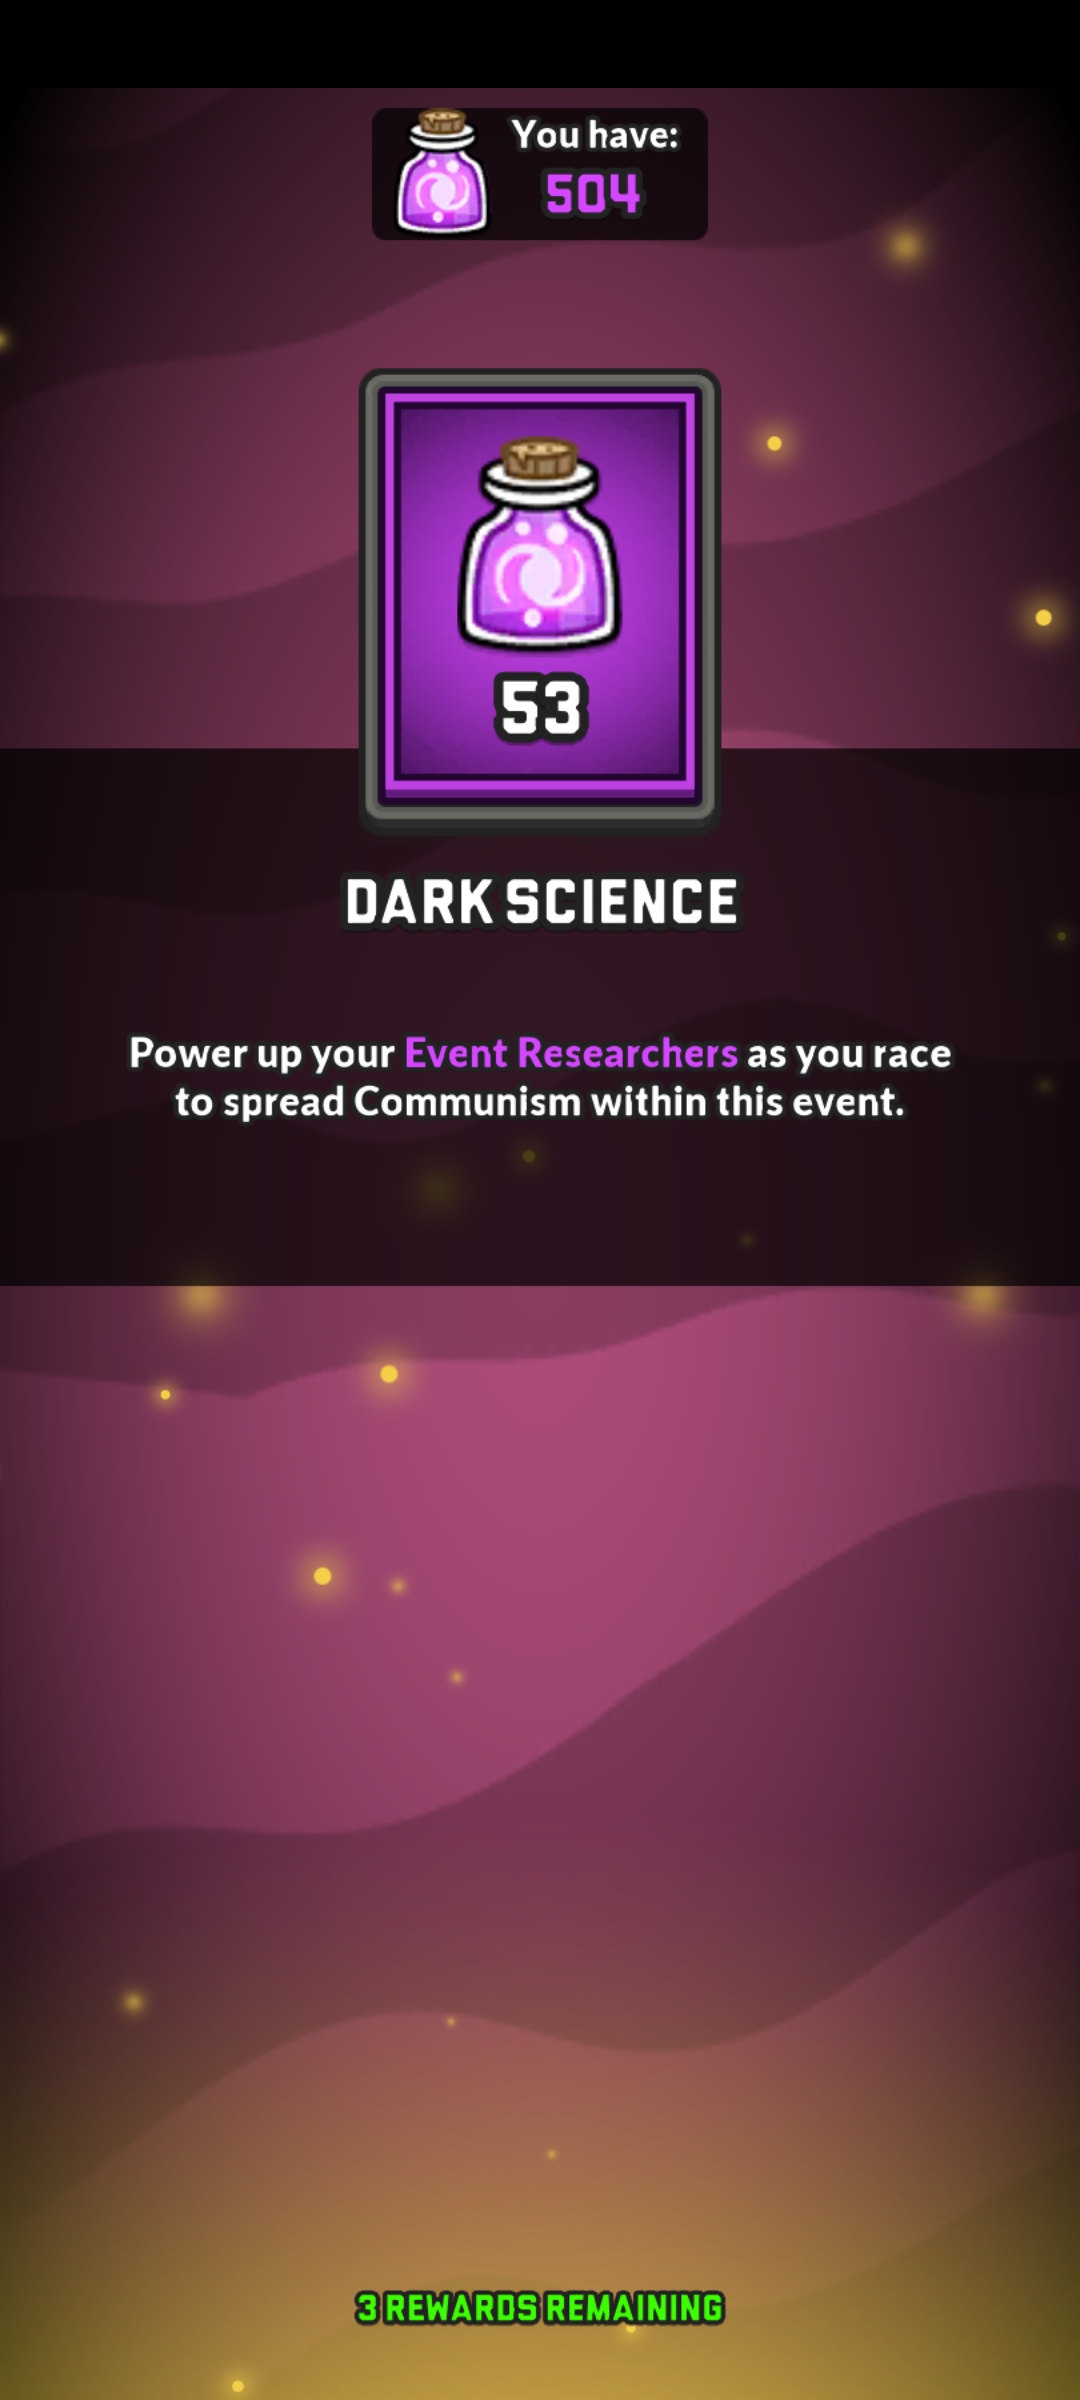 You have:
504
53
DARK SCIENCE
Power up your Event Researchers as you race
to spread Communism within this event.
3 REWARDS REMAINING